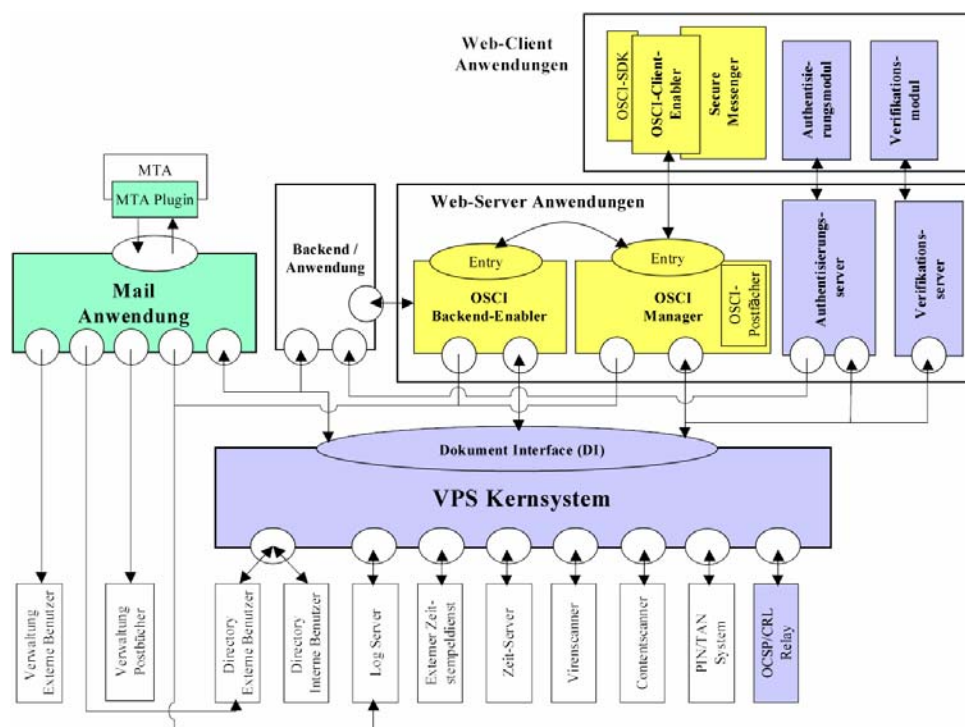 Web-Client
Anwendungen
OSCI-SDK
OSCI-Client-
Enabler
Secure
Messenger
Authentisie-
rungsmodul
Verifikations-
modul
MTA
MTA Plugin
Mail
Anwendung
Backend /
Anwendung
Web-Server Anwendungen
Entry
OSCI
Backend-Enabler
Entry
OSCI
Manager
OSCI-
Postfächer
Authentisierungs-
server
Verifikations-
server
Dokument Interface (DI)
VPS Kernsystem
Verwaltung
Externe Benutzer
Verwaltung
Postbücher
Directory
Externe Benutzer
Directory
Interne Benutzer
Log Server
Externer Zeit-
stempeldienst
Zeit-Server
Virenscanner
Contentscanner
PIN/TAN
System
OCSP/CRL
Relay